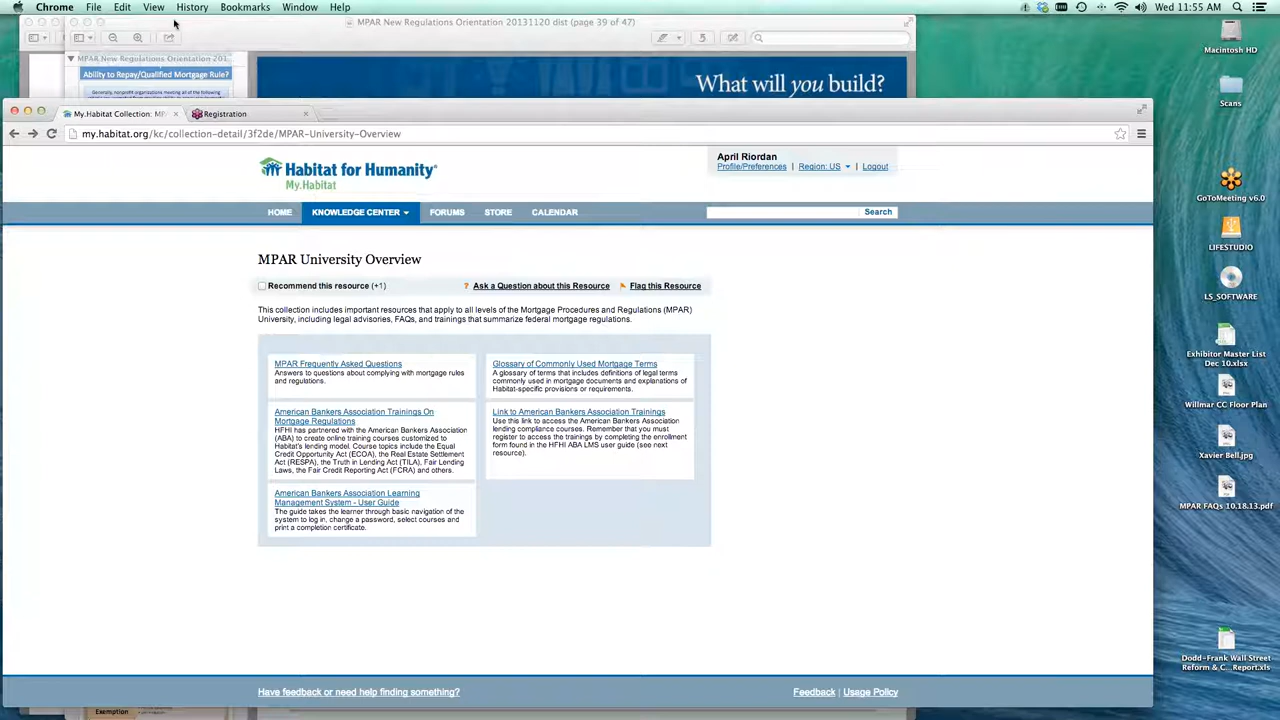 Chrome File Edit View History Bookmarks Window Help Wed 11:55 AM
MPAR New Regulations Orientation 20131120 dist (page 39 of 47)
MPAR New Regulations Orientation 201...
Ability to Repay/Qualified Mortgage Rule?
What will you build?
My.Habitat Collection: MP Registration
my.habitat.org/kc/collection-detail/3f2de/MPAR-University-Overview
Habitat for Humanity®
My.Habitat
April Riordan
Profile/Preferences | Region: US | Logout
HOME KNOWLEDGE CENTER FORUMS STORE CALENDAR Search
MPAR University Overview
Recommend this resource (+1) ? Ask a Question about this Resource Flag this Resource
This collection includes important resources that apply to all levels of the Mortgage Procedures and Regulations (MPAR)
University, including legal advisories, FAQs, and trainings that summarize federal mortgage regulations.
MPAR Frequently Asked Questions
Answers to questions about complying with mortgage rules
and regulations.
Glossary of Commonly Used Mortgage Terms
A glossary of terms that includes definitions of legal terms
commonly used in mortgage documents and explanations of
Habitat-specific provisions or requirements.
American Bankers Association Trainings On
Mortgage Regulations
HFHI has partnered with the American Bankers Association
(ABA) to create online training courses customized to
Habitat's lending model. Course topics include the Equal
Credit Opportunity Act (ECOA), the Real Estate Settlement
Act (RESPA), the Truth in Lending Act (TILA), Fair Lending
Laws, the Fair Credit Reporting Act (FCRA) and others.
Link to American Bankers Association Trainings
Use this link to access the American Bankers Association
lending compliance courses. Remember that you must
register to access the trainings by completing the enrollment
form found in the HFHI ABA LMS user guide (see next
resource).
American Bankers Association Learning
Management System - User Guide
The guide takes the learner through basic navigation of the
system to log in, change a password, select courses and
print a completion certificate.
Have feedback or need help finding something? Feedback | Usage Policy
Exemption
Macintosh HD
Scans
GoToMeeting v6.0
LIFESTUDIO
LS_SOFTWARE
Exhibitor Master List
Dec 10.xlsx
Willmar CC Floor Plan
Xavier Bell.jpg
MPAR FAQs 10.18.13.pdf
Dodd-Frank Wall Street
Reform & C...Report.xls